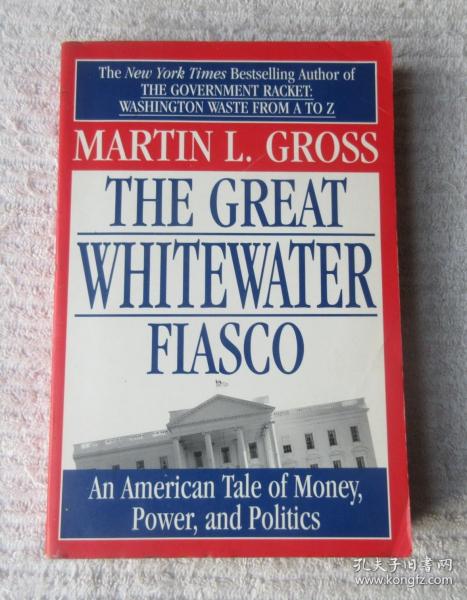 The New York Times Bestselling Author of
THE GOVERNMENT RACKET:
WASHINGTON WASTE FROM A TO Z
MARTIN L. GROSS
THE GREAT
WHITEWATER
FIASCO
An American Tale of Money,
Power, and Politics
孔夫子旧书网
www.kongfz.com